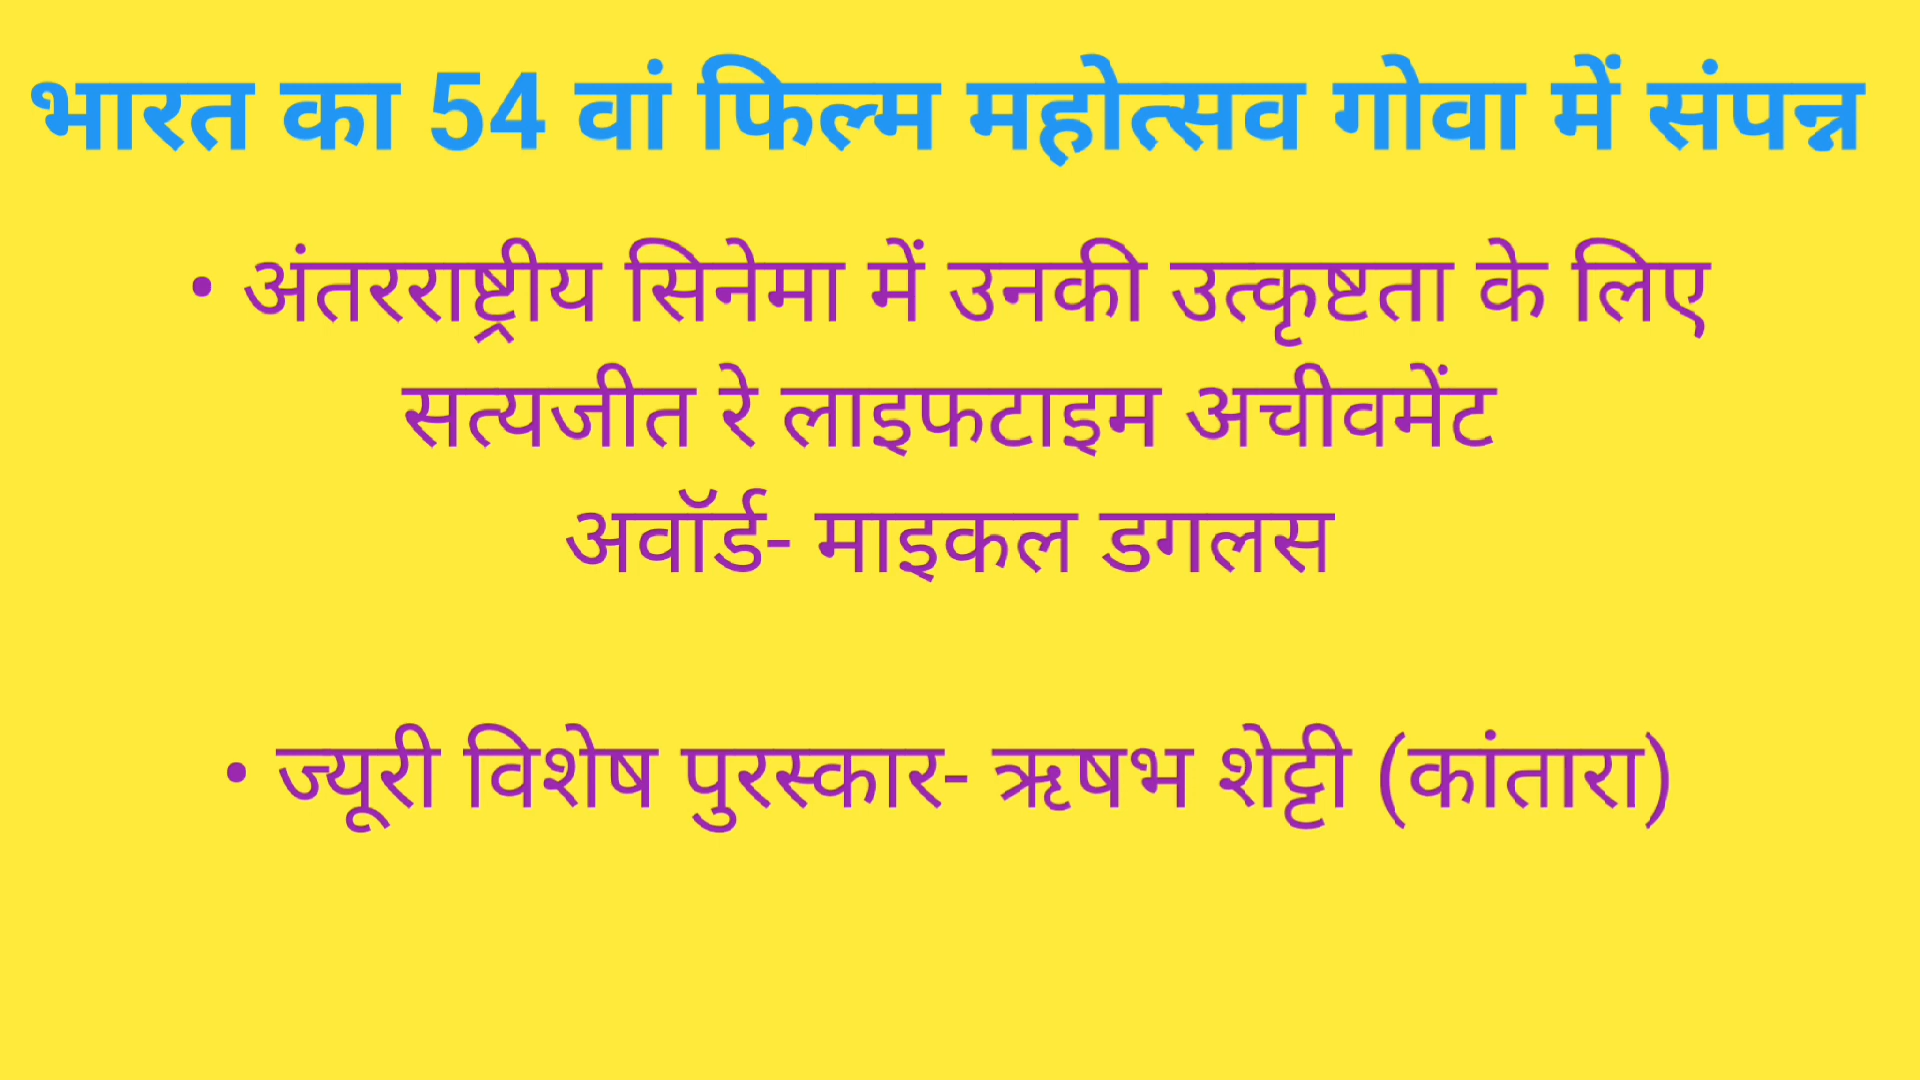 भारत का 54 वां फिल्म महोत्सव गोवा में संपन्न
• अंतरराष्ट्रीय सिनेमा में उनकी उत्कृष्टता के लिए
सत्यजीत रे लाइफटाइम अचीवमेंट
अवॉर्ड- माइकल डगलस
• ज्यूरी विशेष पुरस्कार- ऋषभ शेट्टी (कांतारा)